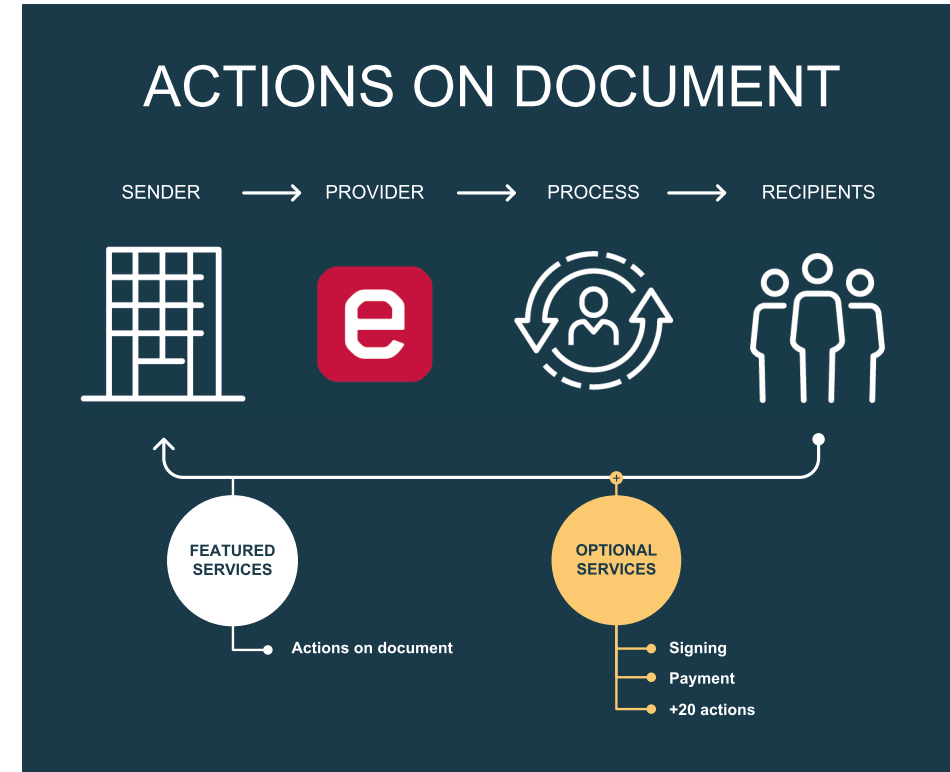 ACTIONS ON DOCUMENT
SENDER
PROVIDER
PROCESS
RECIPIENTS
e
FEATURED
SERVICES
OPTIONAL
SERVICES
Actions on document
Signing
Payment
+20 actions